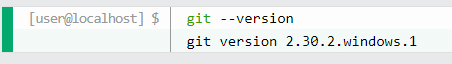 [user@localhost] $ git --version
git version 2.30.2.windows.1